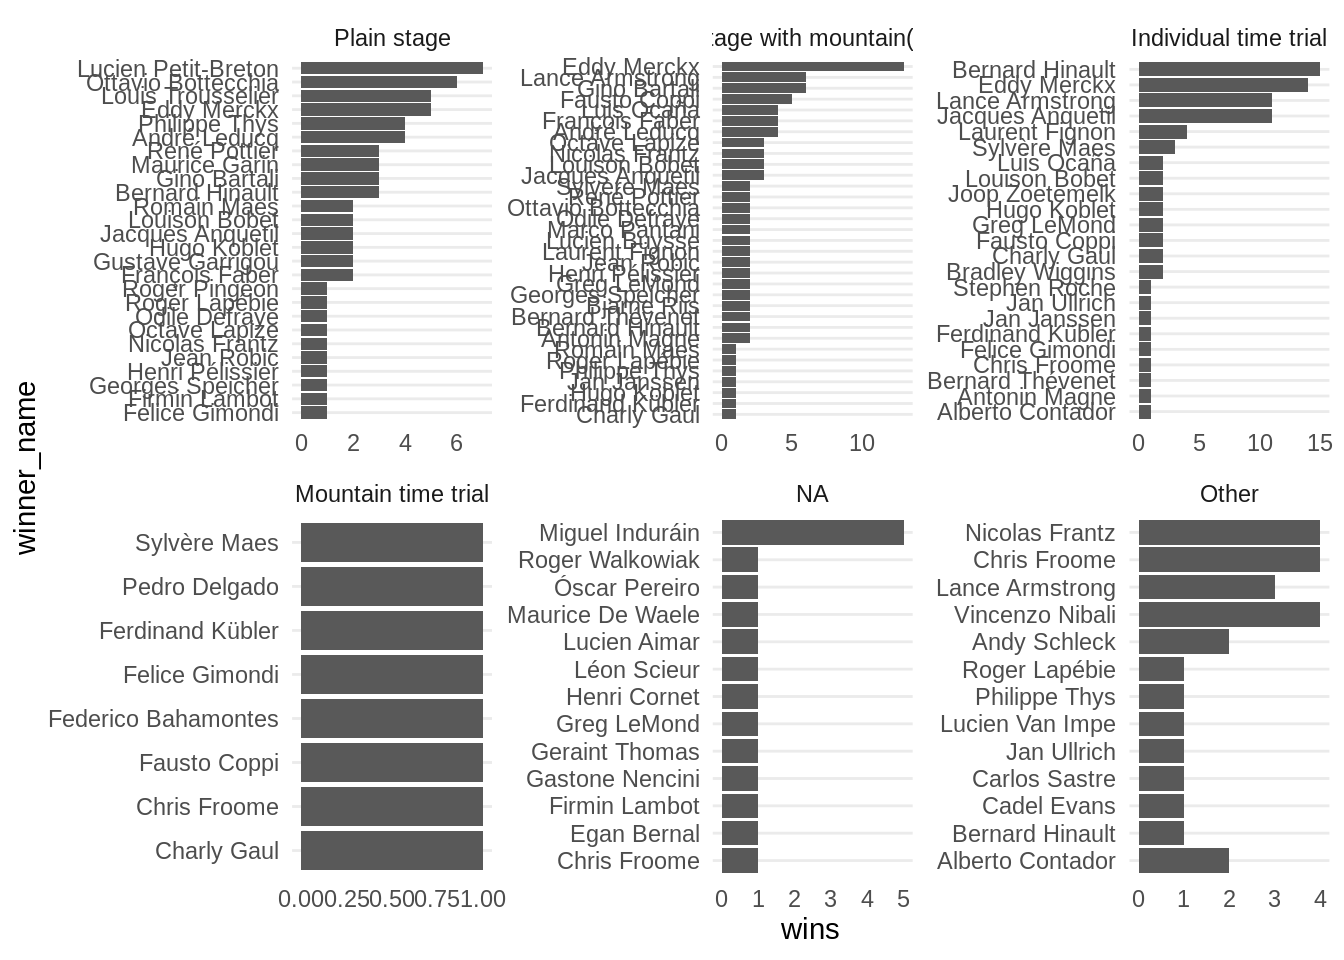 Plain stage
Lucien Petit-Breton
Ottavio Bottecchia
Louis Trousselier
Eddy Merckx
Philippe Thys
André Leducq
René Pottier
Maurice Garin
Gino Bartali
Bernard Hinault
Romain Maes
Louison Bobet
Jacques Anquetil
Hugo Koblet
Gustave Garrigou
François Faber
Roger Pingeon
Roger Lapébie
Odile Defraye
Octave Lapize
Nicolas Frantz
Jean Robic
Henri Pélissier
Georges Speicher
Firmin Lambot
Felice Gimondi
0 2 4 6
tage with mountain(
Eddy Merckx
Lance Armstrong
Gino Bartali
Fausto Coppi
Luis Ocaña
François Faber
André Leducq
Octave Lapize
Nicolas Frantz
Louison Bobet
Jacques Anquetil
Sylvère Maes
René Pottier
Ottavio Bottecchia
Odile Defraye
Marco Pantani
Lucien Buysse
Laurent Fignon
Jean Robic
Henri Pélissier
Greg LeMond
Georges Speicher
Bjarne Riis
Bernard Thévenet
Bernard Hinault
Antonin Magne
Romain Maes
Roger Lapébie
Philippe Thys
Jan Janssen
Hugo Koblet
Ferdinand Kübler
Charly Gaul
0 5 10
Individual time trial
Bernard Hinault
Eddy Merckx
Lance Armstrong
Jacques Anquetil
Laurent Fignon
Sylvère Maes
Luis Ocaña
Louison Bobet
Joop Zoetemelk
Hugo Koblet
Greg LeMond
Fausto Coppi
Charly Gaul
Bradley Wiggins
Stephen Roche
Jan Ullrich
Jan Janssen
Ferdinand Kübler
Felice Gimondi
Chris Froome
Bernard Thévenet
Antonin Magne
Alberto Contador
0 5 10 15
winner_name
Mountain time trial
Sylvère Maes
Pedro Delgado
Ferdinand Kübler
Felice Gimondi
Federico Bahamontes
Fausto Coppi
Chris Froome
Charly Gaul
0.00 0.25 0.50 0.75 1.00
NA
Miguel Induráin
Roger Walkowiak
Óscar Pereiro
Maurice De Waele
Lucien Aimar
Léon Scieur
Henri Cornet
Greg LeMond
Geraint Thomas
Gastone Nencini
Firmin Lambot
Egan Bernal
Chris Froome
0 1 2 3 4 5
Other
Nicolas Frantz
Chris Froome
Lance Armstrong
Vincenzo Nibali
Andy Schleck
Roger Lapébie
Philippe Thys
Lucien Van Impe
Jan Ullrich
Carlos Sastre
Cadel Evans
Bernard Hinault
Alberto Contador
0 1 2 3 4
wins